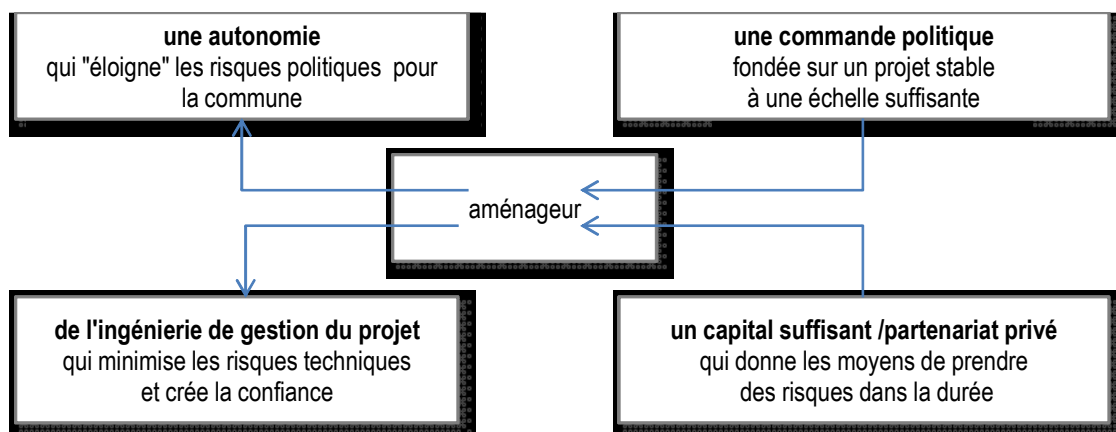 une autonomie
qui "éloigne" les risques politiques pour
la commune
une commande politique
fondée sur un projet stable
à une échelle suffisante
aménageur
de l'ingénierie de gestion du projet
qui minimise les risques techniques
et crée la confiance
un capital suffisant /partenariat privé
qui donne les moyens de prendre
des risques dans la durée